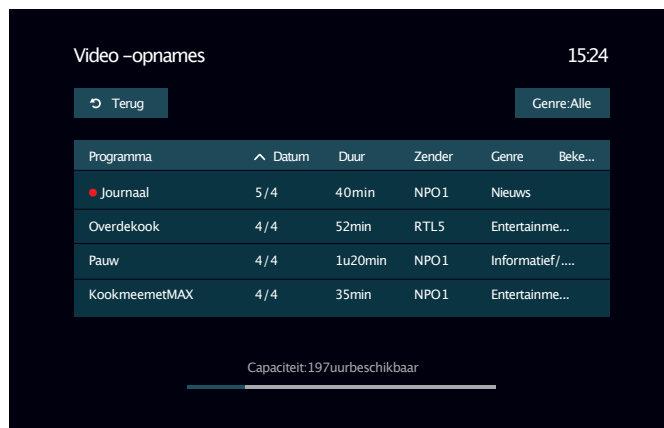 Video –opnames 15:24
Terug Genre:Alle
Programma Datum Duur Zender Genre Beke...
Journaal 5/4 40min NPO1 Nieuws
Overdekook 4/4 52min RTL5 Entertainme...
Pauw 4/4 1u20min NPO1 Informatief/....
KookmeemetMAX 4/4 35min NPO1 Entertainme...
Capaciteit:197uurbeschikbaar